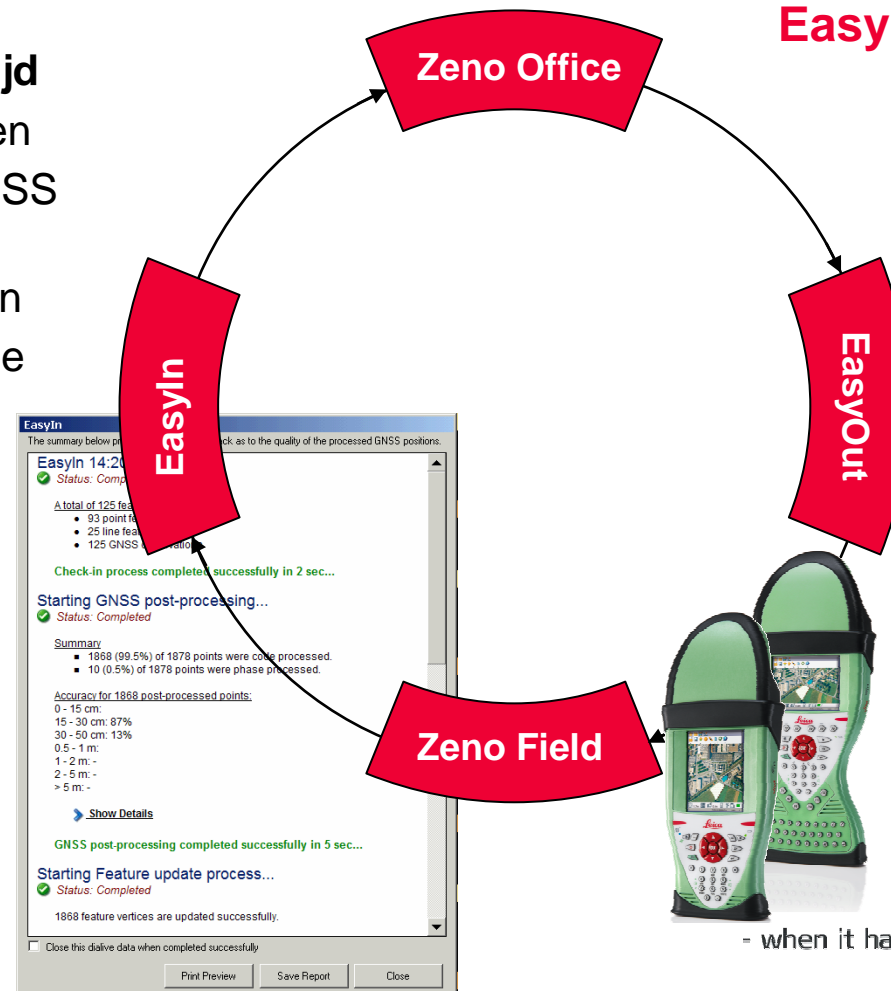 Easy
jd
en
SS
n
e
Zeno Office
EasyIn
EasyOut
Zeno Field
EasyIn
The summary below ck as to the quality of the processed GNSS positions.
EasyIn 14:20
Status: Comp
A total of 125 fea
• 93 point fe
• 25 line fea
• 125 GNSS
Check-in process completed successfully in 2 sec...
Starting GNSS post-processing...
Status: Completed
Summary
▪ 1868 (99.5%) of 1878 points were code processed.
▪ 10 (0.5%) of 1878 points were phase processed.
Accuracy for 1868 post-processed points:
0 - 15 cm:
15 - 30 cm: 87%
30 - 50 cm: 13%
0.5 - 1 m:
1 - 2 m: -
2 - 5 m: -
> 5 m: -
Show Details
GNSS post-processing completed successfully in 5 sec...
Starting Feature update process...
Status: Completed
1868 feature vertices are updated successfully.
Close this dialive data when completed successfully
Print Preview Save Report Close
Leica
Leica
- when it ha